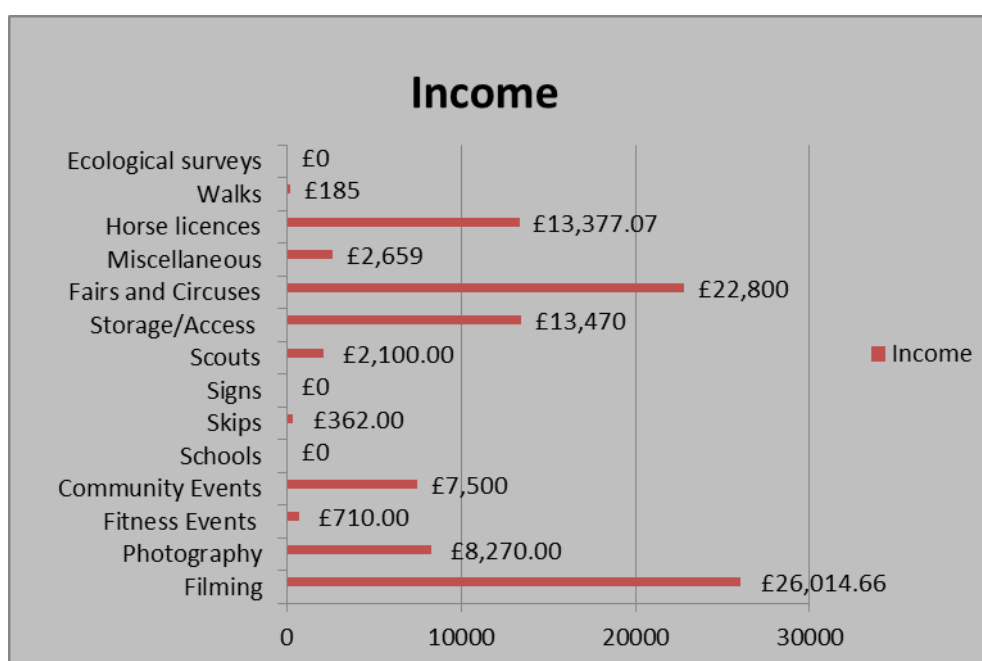 Income
Ecological surveys £0
Walks £185
Horse licences £13,377.07
Miscellaneous £2,659
Fairs and Circuses £22,800
Storage/Access £13,470
Scouts £2,100.00
Income
Signs £0
Skips £362.00
Schools £0
Community Events £7,500
Fitness Events £710.00
Photography £8,270.00
Filming £26,014.66
0 10000 20000 30000